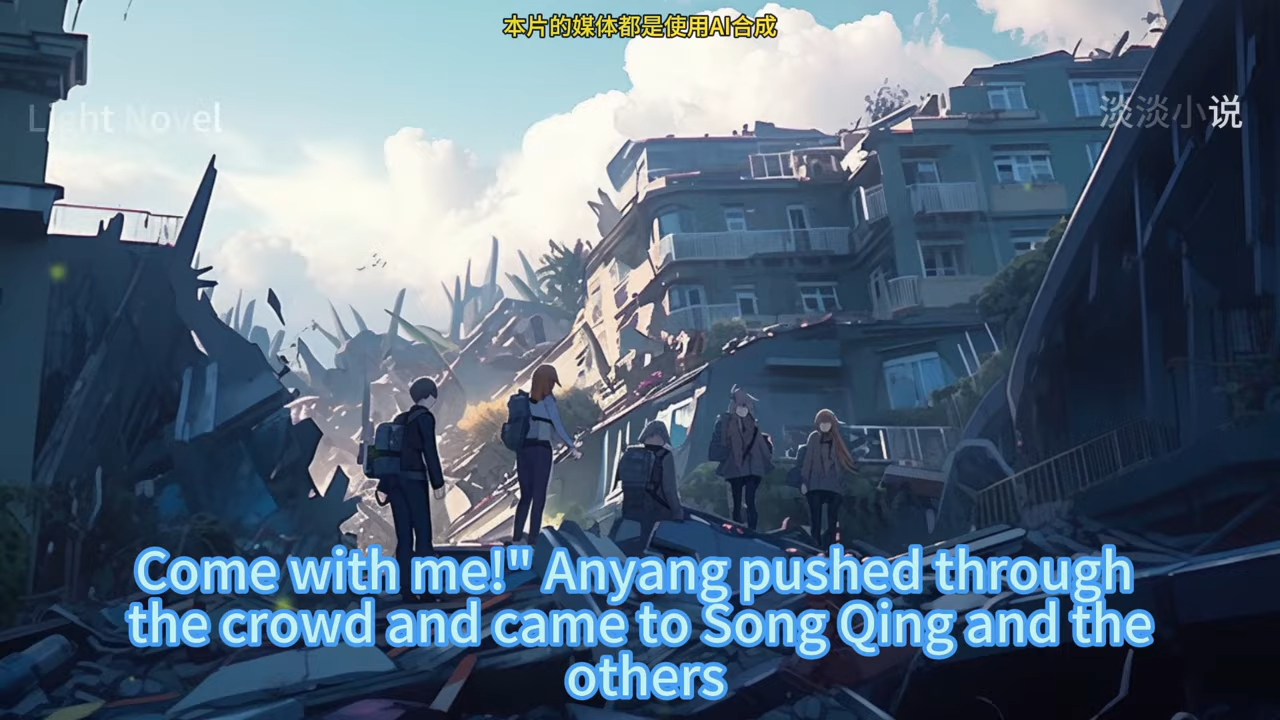 本片的媒体都是使用AI合成
Light Novel
淡淡小说
Come with me!" Anyang pushed through
the crowd and came to Song Qing and the
others